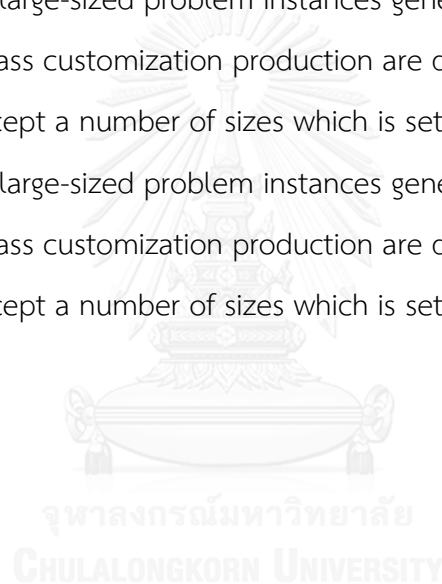 large-sized problem instances gene
ass customization production are c
cept a number of sizes which is set
large-sized problem instances gene
ass customization production are c
cept a number of sizes which is set
จุฬาลงกรณ์มหาวิทยาลัย
CHULALONGKORN UNIVERSITY